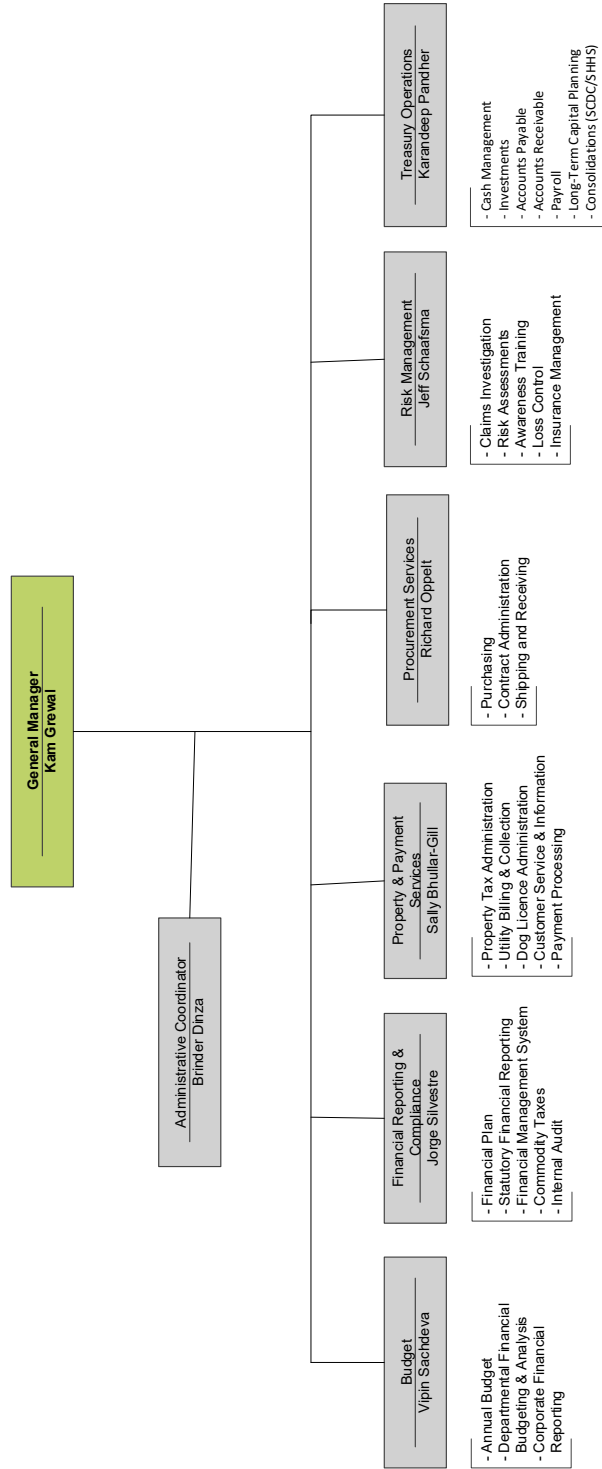 General Manager
Kam Grewal
Administrative Coordinator
Brinder Dinza
Budget
Vipin Sachdeva
- Annual Budget
- Departmental Financial
Budgeting & Analysis
- Corporate Financial
Reporting
Financial Reporting &
Compliance
Jorge Silvestre
- Financial Plan
- Statutory Financial Reporting
- Financial Management System
- Commodity Taxes
- Internal Audit
Property & Payment
Services
Sally Bhullar-Gill
- Property Tax Administration
- Utility Billing & Collection
- Dog Licence Administration
- Customer Service & Information
- Payment Processing
Procurement Services
Richard Oppelt
- Purchasing
- Contract Administration
- Shipping and Receiving
Risk Management
Jeff Schaafsma
- Claims Investigation
- Risk Assessments
- Awareness Training
- Loss Control
- Insurance Management
Treasury Operations
Karandeep Pandher
- Cash Management
- Investments
- Accounts Payable
- Accounts Receivable
- Payroll
- Long-Term Capital Planning
- Consolidations (SCDC/SHHS)